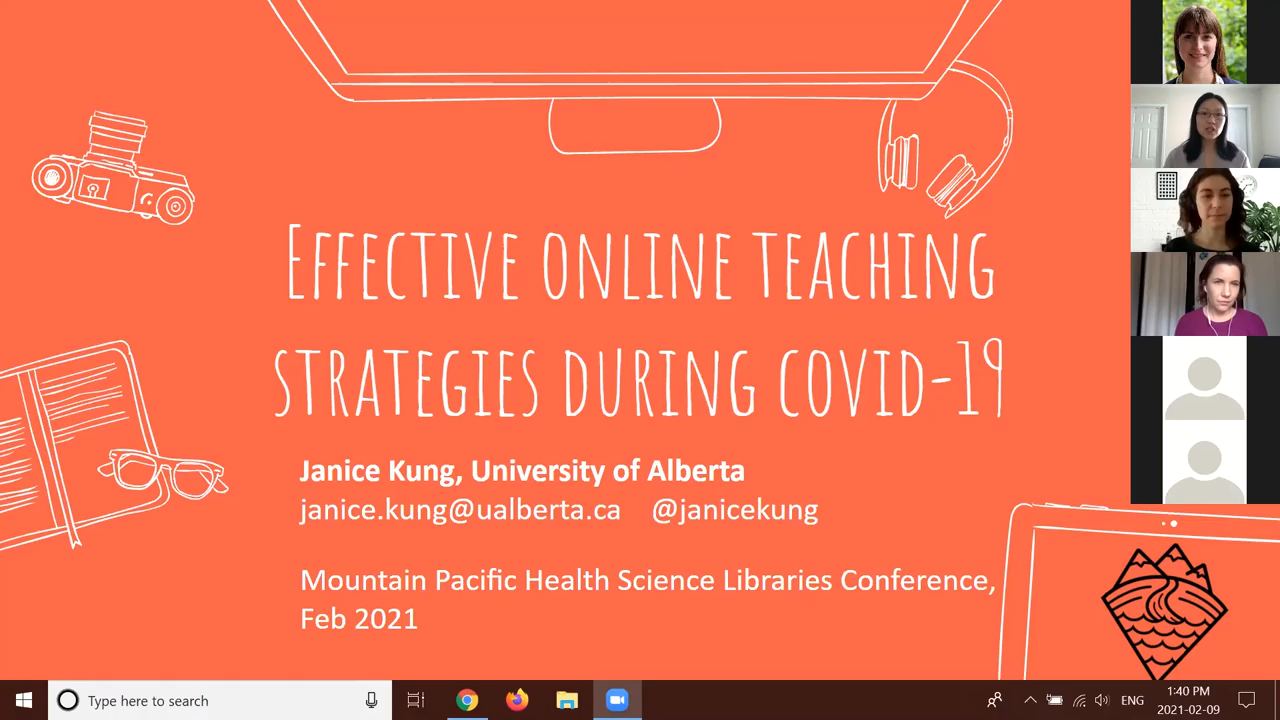 Effective online teaching
strategies during covid-19
Janice Kung, University of Alberta
janice.kung@ualberta.ca @janicekung
Mountain Pacific Health Science Libraries Conference,
Feb 2021
Type here to search
ENG
1:40 PM
2021-02-09